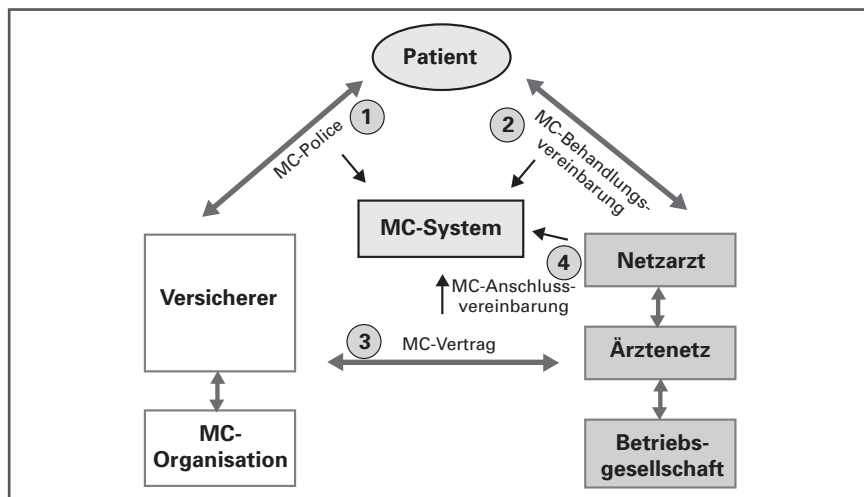 Patient
1
MC-Police
2
MC-Behandlungs-
vereinbarung
MC-System
4
Netzarzt
Versicherer
MC-Anschluss-
vereinbarung
3
MC-Vertrag
Ärztenetz
MC-
Organisation
Betriebs-
gesellschaft